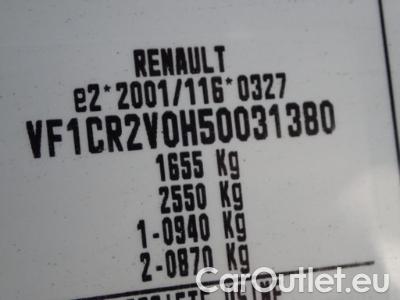 RENAULT
e2*2001/116*0327
VF1CR2V0H50031380
1655 Kg
2550 Kg
1-0940 Kg
2-0870 Kg
CarOutlet.eu